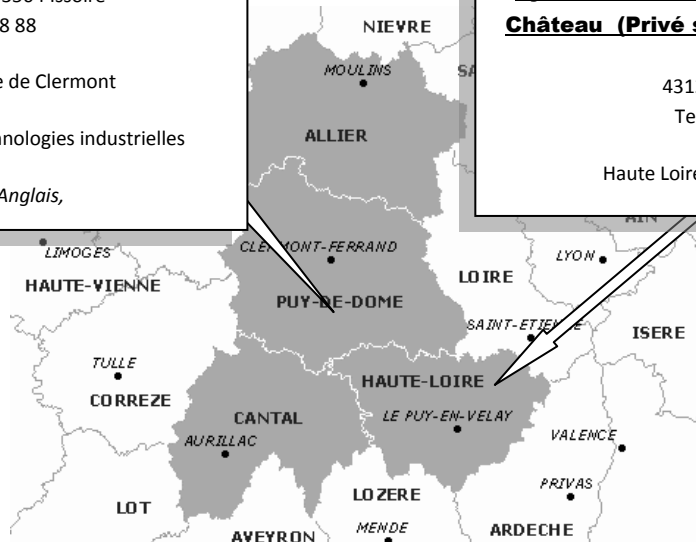 8 88
e de Clermont
nologies industrielles
Anglais,
Château (Privé s
431
Te
Haute Loire
NIEVRE
MOULINS
SA
ALLIER
AIN
LIMOGES
CLERMONT-FERRAND
LYON
HAUTE-VIENNE
LOIRE
PUY-DE-DOME
SAINT-ETIENNE
ISERE
TULLE
HAUTE-LOIRE
CORREZE
CANTAL
LE PUY-EN-VELAY
AURILLAC
VALENCE
PRIVAS
LOT
LOZERE
AVEYRON
MENDE
ARDECHE